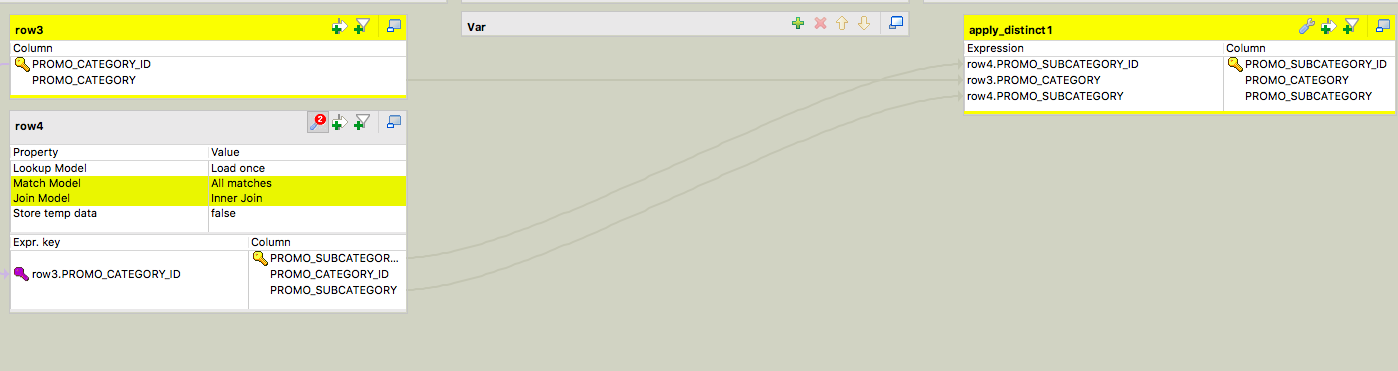 row3
Column
PROMO_CATEGORY_ID
PROMO_CATEGORY
row4
2
Property Value
Lookup Model Load once
Match Model All matches
Join Model Inner Join
Store temp data false
Expr. key Column
PROMO_SUBCATEGOR...
row3.PROMO_CATEGORY_ID PROMO_CATEGORY_ID
PROMO_SUBCATEGORY
Var
apply_distinct1
Expression Column
row4.PROMO_SUBCATEGORY_ID PROMO_SUBCATEGORY_ID
row3.PROMO_CATEGORY PROMO_CATEGORY
row4.PROMO_SUBCATEGORY PROMO_SUBCATEGORY